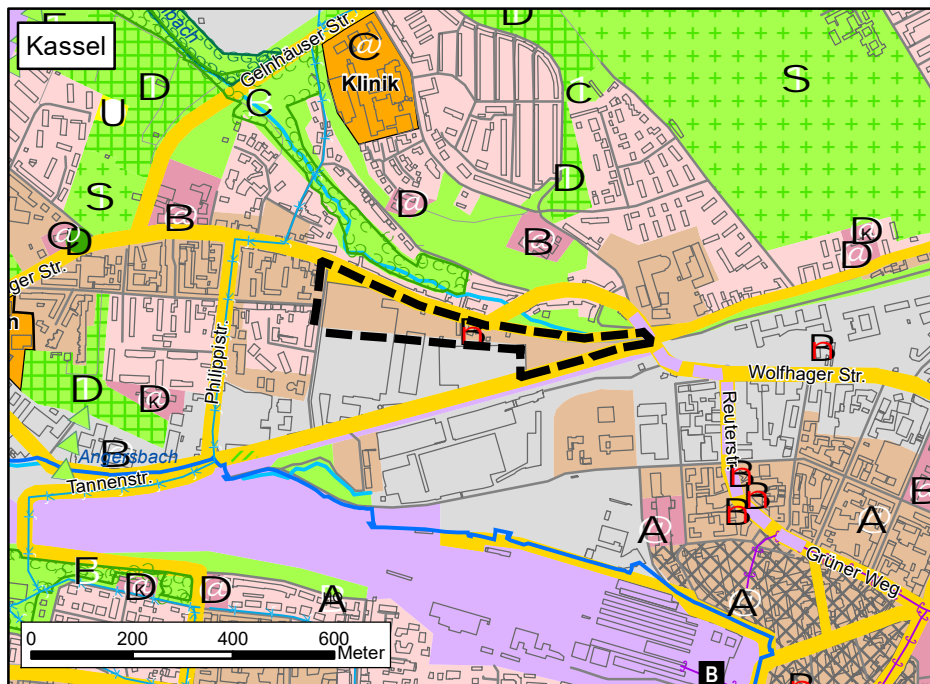 Kassel
bach
Gelnhäuser Str.
D
D
U
C
@
Klinik
C
D
S
S
B
@
D
D
B
D
K
D
@
@
D
ger Str.
n
Philippistr.
B
Wolfhager Str.
Reuterstr.
D
D
K
B
Angersbach
Tannenstr.
B
B
B
A
A
Grüner Weg
A
D
K
D
@
A
0 200 400 600
Meter
B